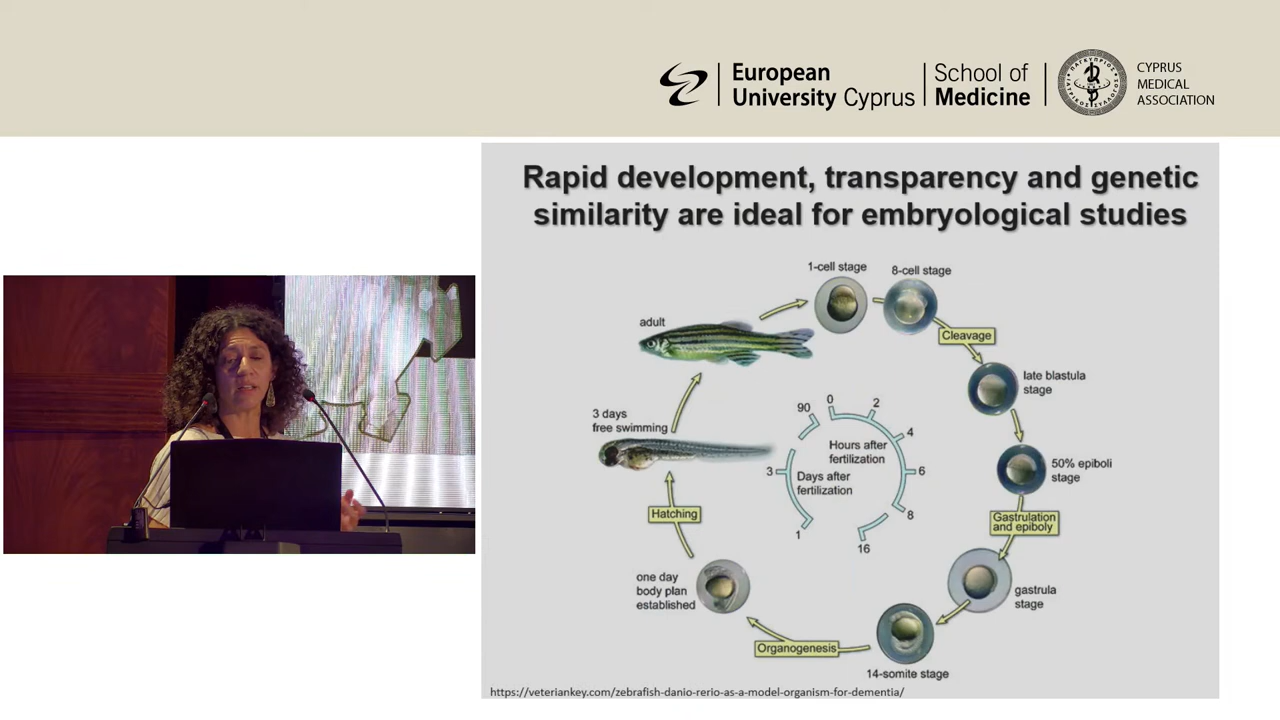 European
University Cyprus
School of
Medicine
CYPRUS
MEDICAL
ASSOCIATION
ΠΑΓΚΥΠΡΙΟΣ
ΙΑΤΡΙΚΟΣ ΣΥΛΛΟΓΟΣ
Rapid development, transparency and genetic
similarity are ideal for embryological studies
1-cell stage
8-cell stage
Cleavage
late blastula
stage
50% epiboli
stage
Gastrulation
and epiboly
gastrula
stage
14-somite stage
Organogenesis
one day
body plan
established
Hatching
3 days
free swimming
adult
0
2
4
6
8
16
Hours after
fertilization
Days after
fertilization
1
3
90
https://veteriankey.com/zebrafish-danio-rerio-as-a-model-organism-for-dementia/